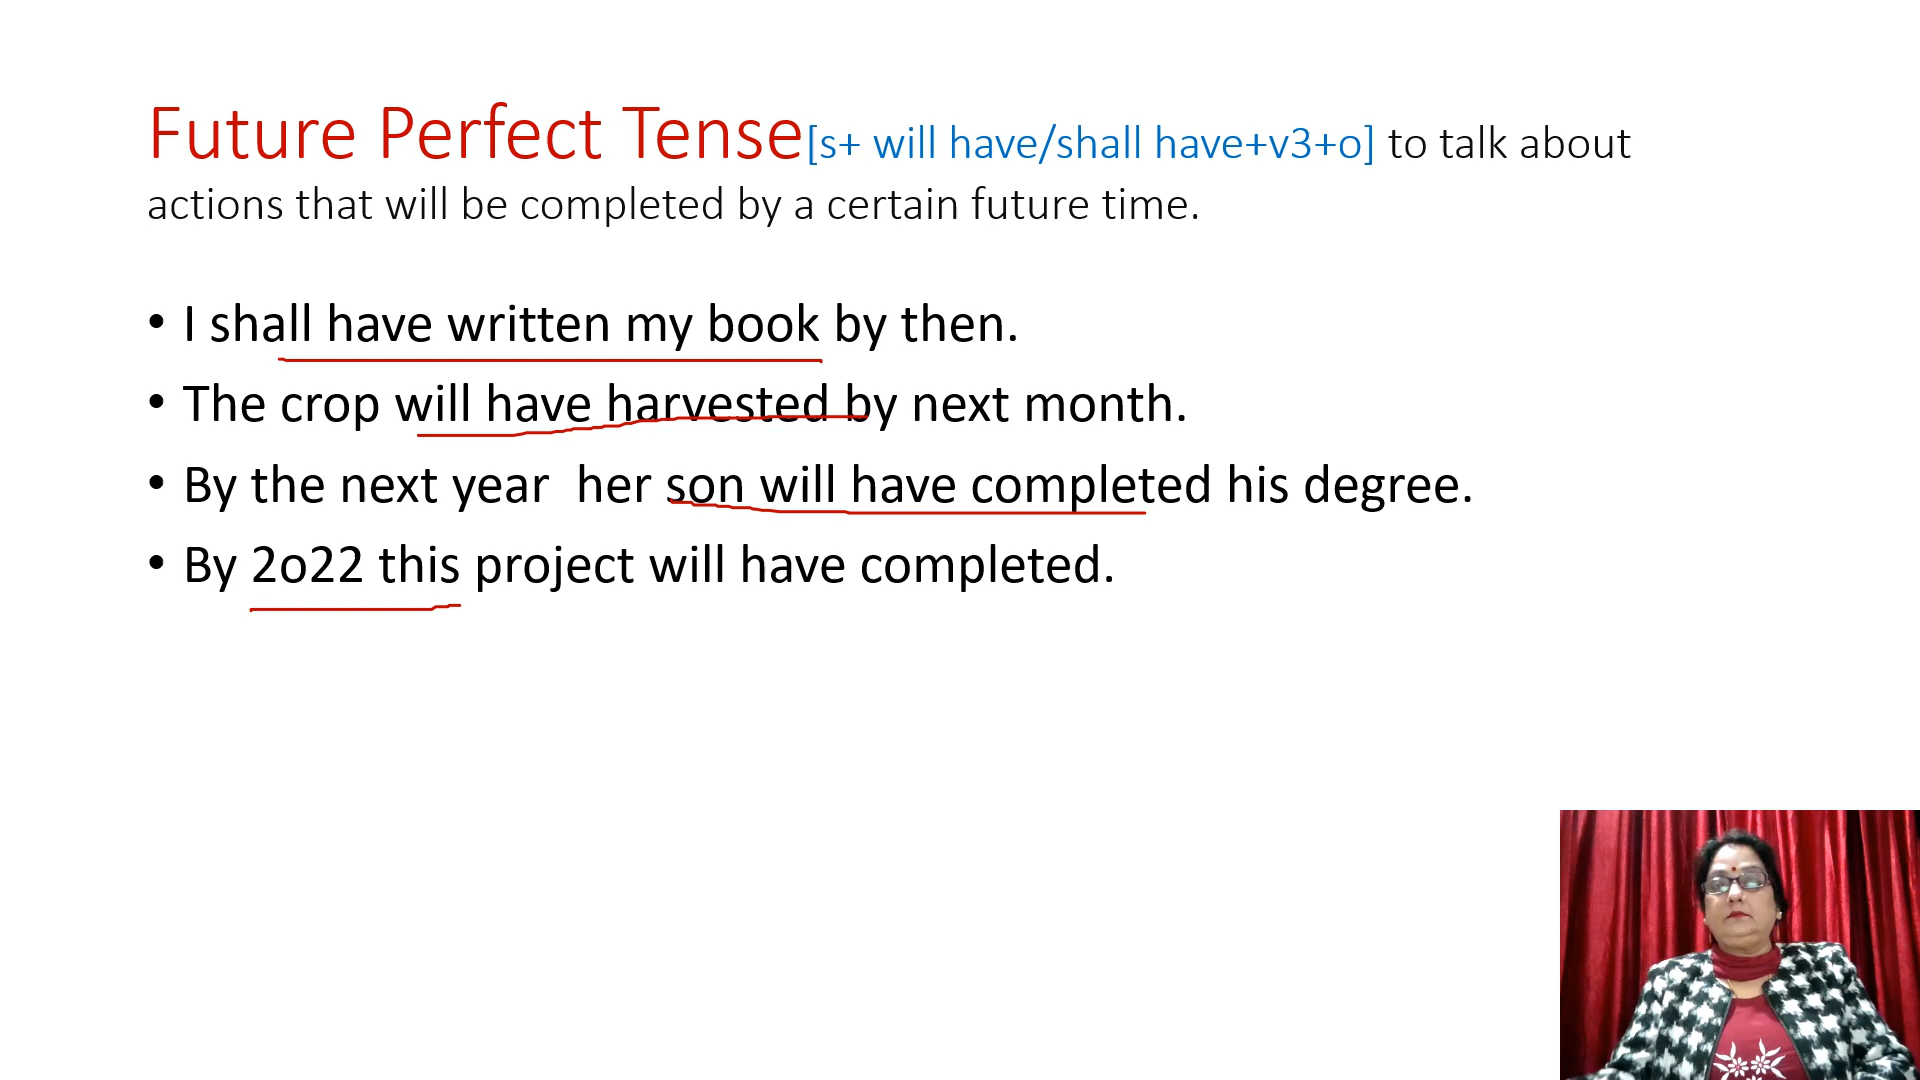 Future Perfect Tense[s+ will have/shall have+v3+o] to talk about
actions that will be completed by a certain future time.
• I shall have written my book by then.
• The crop will have harvested by next month.
• By the next year  her son will have completed his degree.
• By 2o22 this project will have completed.